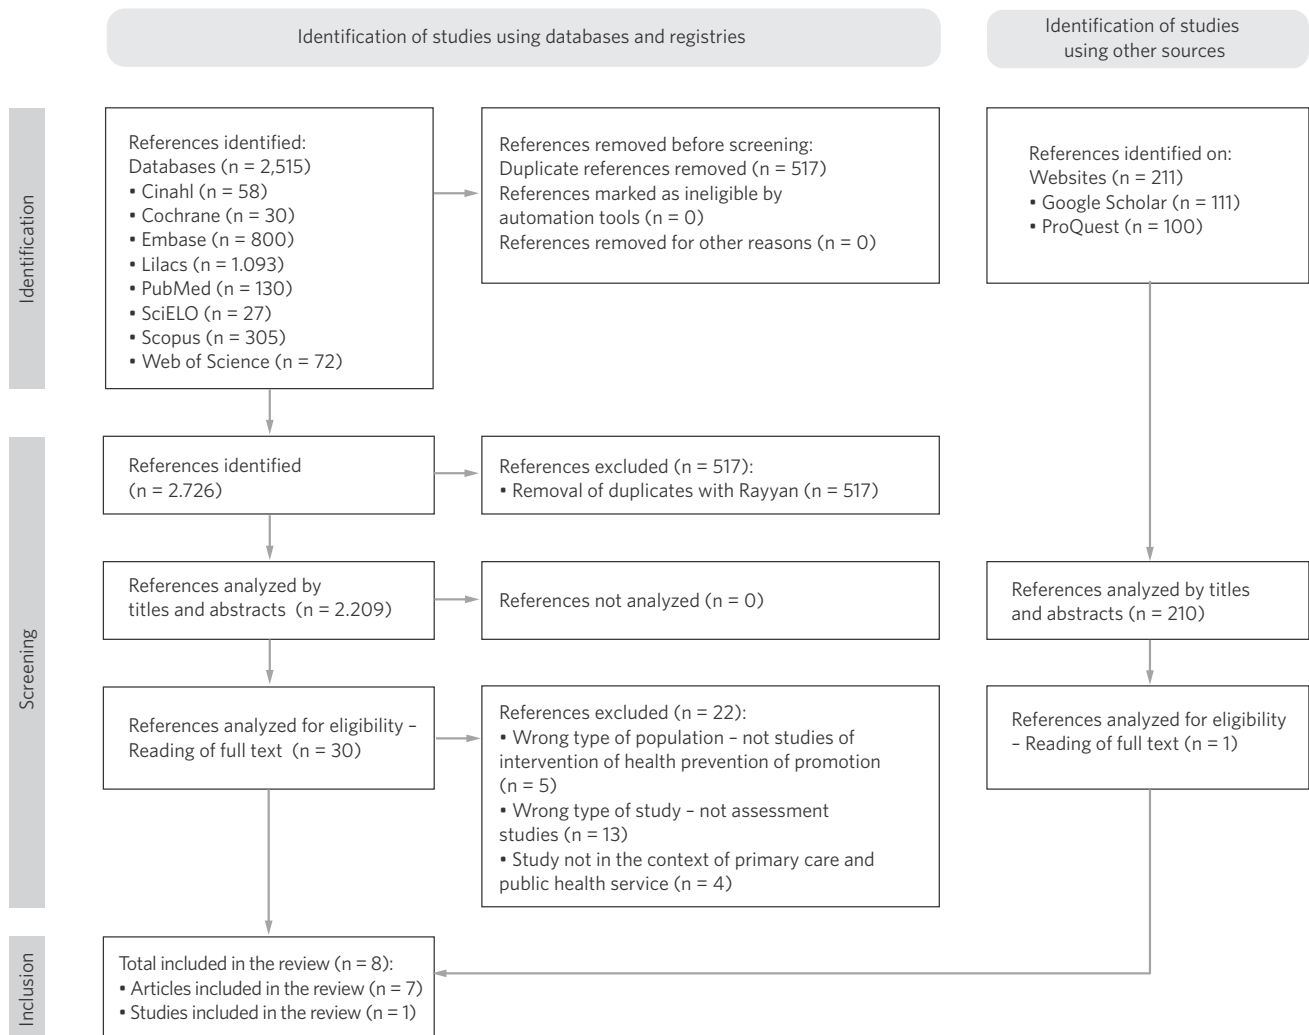 Identification of studies using databases and registries
Identification of studies
using other sources
Identification
References identified:
Databases (n = 2,515)
• Cinahl (n = 58)
• Cochrane (n = 30)
• Embase (n = 800)
• Lilacs (n = 1.093)
• PubMed (n = 130)
• SciELO (n = 27)
• Scopus (n = 305)
• Web of Science (n = 72)
References removed before screening:
Duplicate references removed (n = 517)
References marked as ineligible by
automation tools (n = 0)
References removed for other reasons (n = 0)
References identified on:
Websites (n = 211)
• Google Scholar (n = 111)
• ProQuest (n = 100)
Screening
References identified
(n = 2.726)
References excluded (n = 517):
• Removal of duplicates with Rayyan (n = 517)
References analyzed by
titles and abstracts (n = 2.209)
References not analyzed (n = 0)
References analyzed by titles
and abstracts (n = 210)
References analyzed for eligibility –
Reading of full text (n = 30)
References excluded (n = 22):
• Wrong type of population – not studies of
intervention of health prevention of promotion
(n = 5)
• Wrong type of study – not assessment
studies (n = 13)
• Study not in the context of primary care and
public health service (n = 4)
References analyzed for eligibility
– Reading of full text (n = 1)
Inclusion
Total included in the review (n = 8):
• Articles included in the review (n = 7)
• Studies included in the review (n = 1)